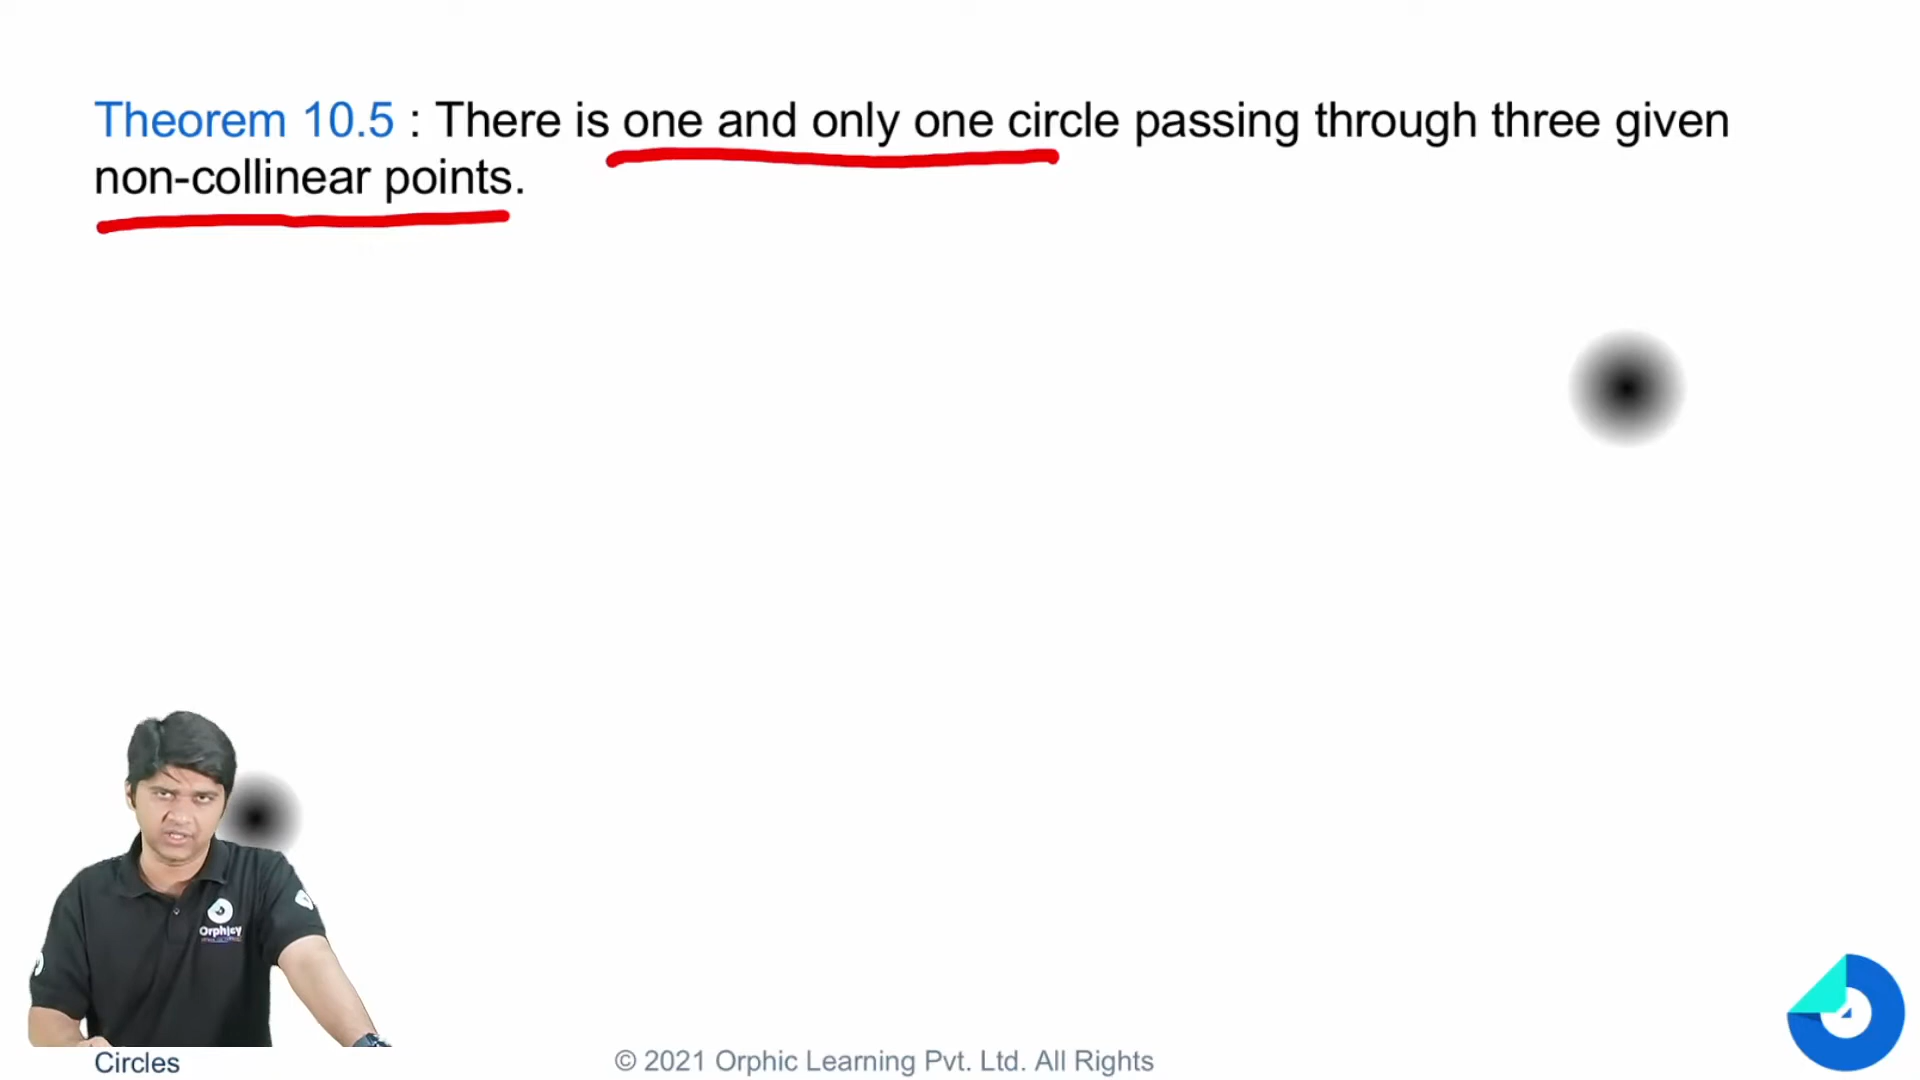 Theorem 10.5 : There is one and only one circle passing through three given
non-collinear points.
Orphicy
Circles
© 2021 Orphic Learning Pvt. Ltd. All Rights